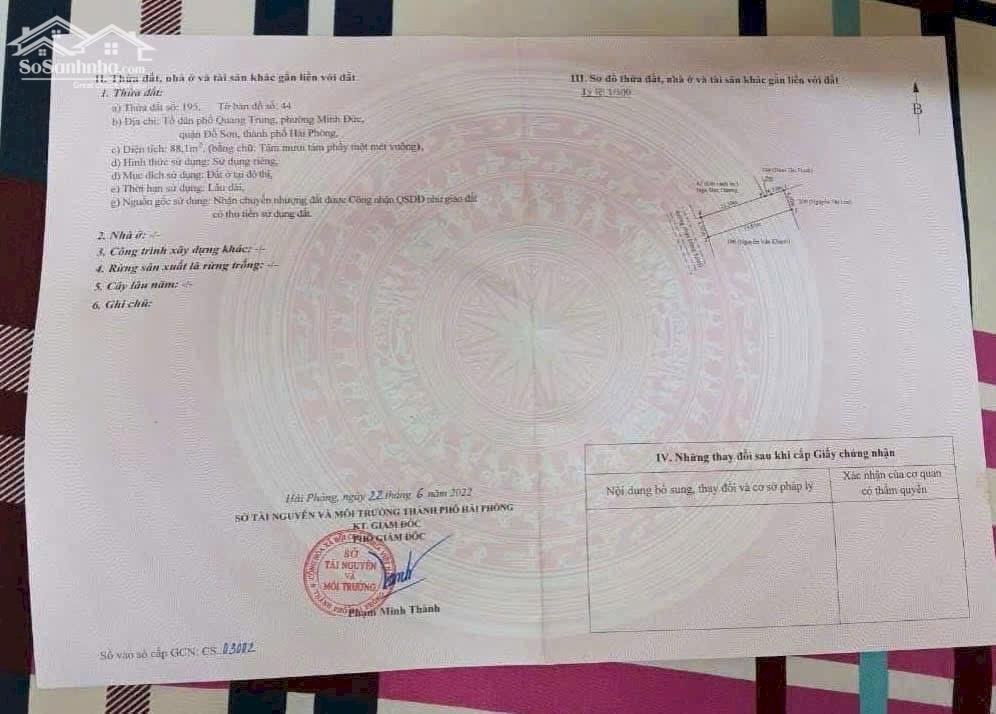 SoSanhnha.com
II. Thửa đất, nhà ở và tài sản khác gắn liền với đất
1. Thửa đất:
a) Thửa đất số: 195, Tờ bản đồ số: 44
b) Địa chỉ: Tổ dân phố Quang Trung, phường Minh Đức,
quận Đồ Sơn, thành phố Hải Phòng,
c) Diện tích: 88,1m², (bằng chữ: Tám mươi tám phẩy một mét vuông),
d) Hình thức sử dụng: Sử dụng riêng,
đ) Mục đích sử dụng: Đất ở tại đô thị,
e) Thời hạn sử dụng: Lâu dài,
g) Nguồn gốc sử dụng: Nhận chuyển nhượng đất được Công nhận QSDĐ như giao đất
có thu tiền sử dụng đất.
2. Nhà ở: -/-
3. Công trình xây dựng khác: -/-
4. Rừng sản xuất là rừng trồng: -/-
5. Cây lâu năm: -/-
6. Ghi chú:
Hải Phòng, ngày 22 tháng 6 năm 2022
SỞ TÀI NGUYÊN VÀ MÔI TRƯỜNG THÀNH PHỐ HẢI PHÒNG
KT. GIÁM ĐỐC
PHÓ GIÁM ĐỐC
SỞ
TÀI NGUYÊN
VÀ
MÔI TRƯỜNG
Phạm Minh Thành
Số vào sổ cấp GCN: CS 03002
III. Sơ đồ thửa đất, nhà ở và tài sản khác gắn liền với đất
Tỷ lệ: 1/500
B
IV. Những thay đổi sau khi cấp Giấy chứng nhận
Nội dung bổ sung, thay đổi và cơ sở pháp lý
Xác nhận của cơ quan
có thẩm quyền